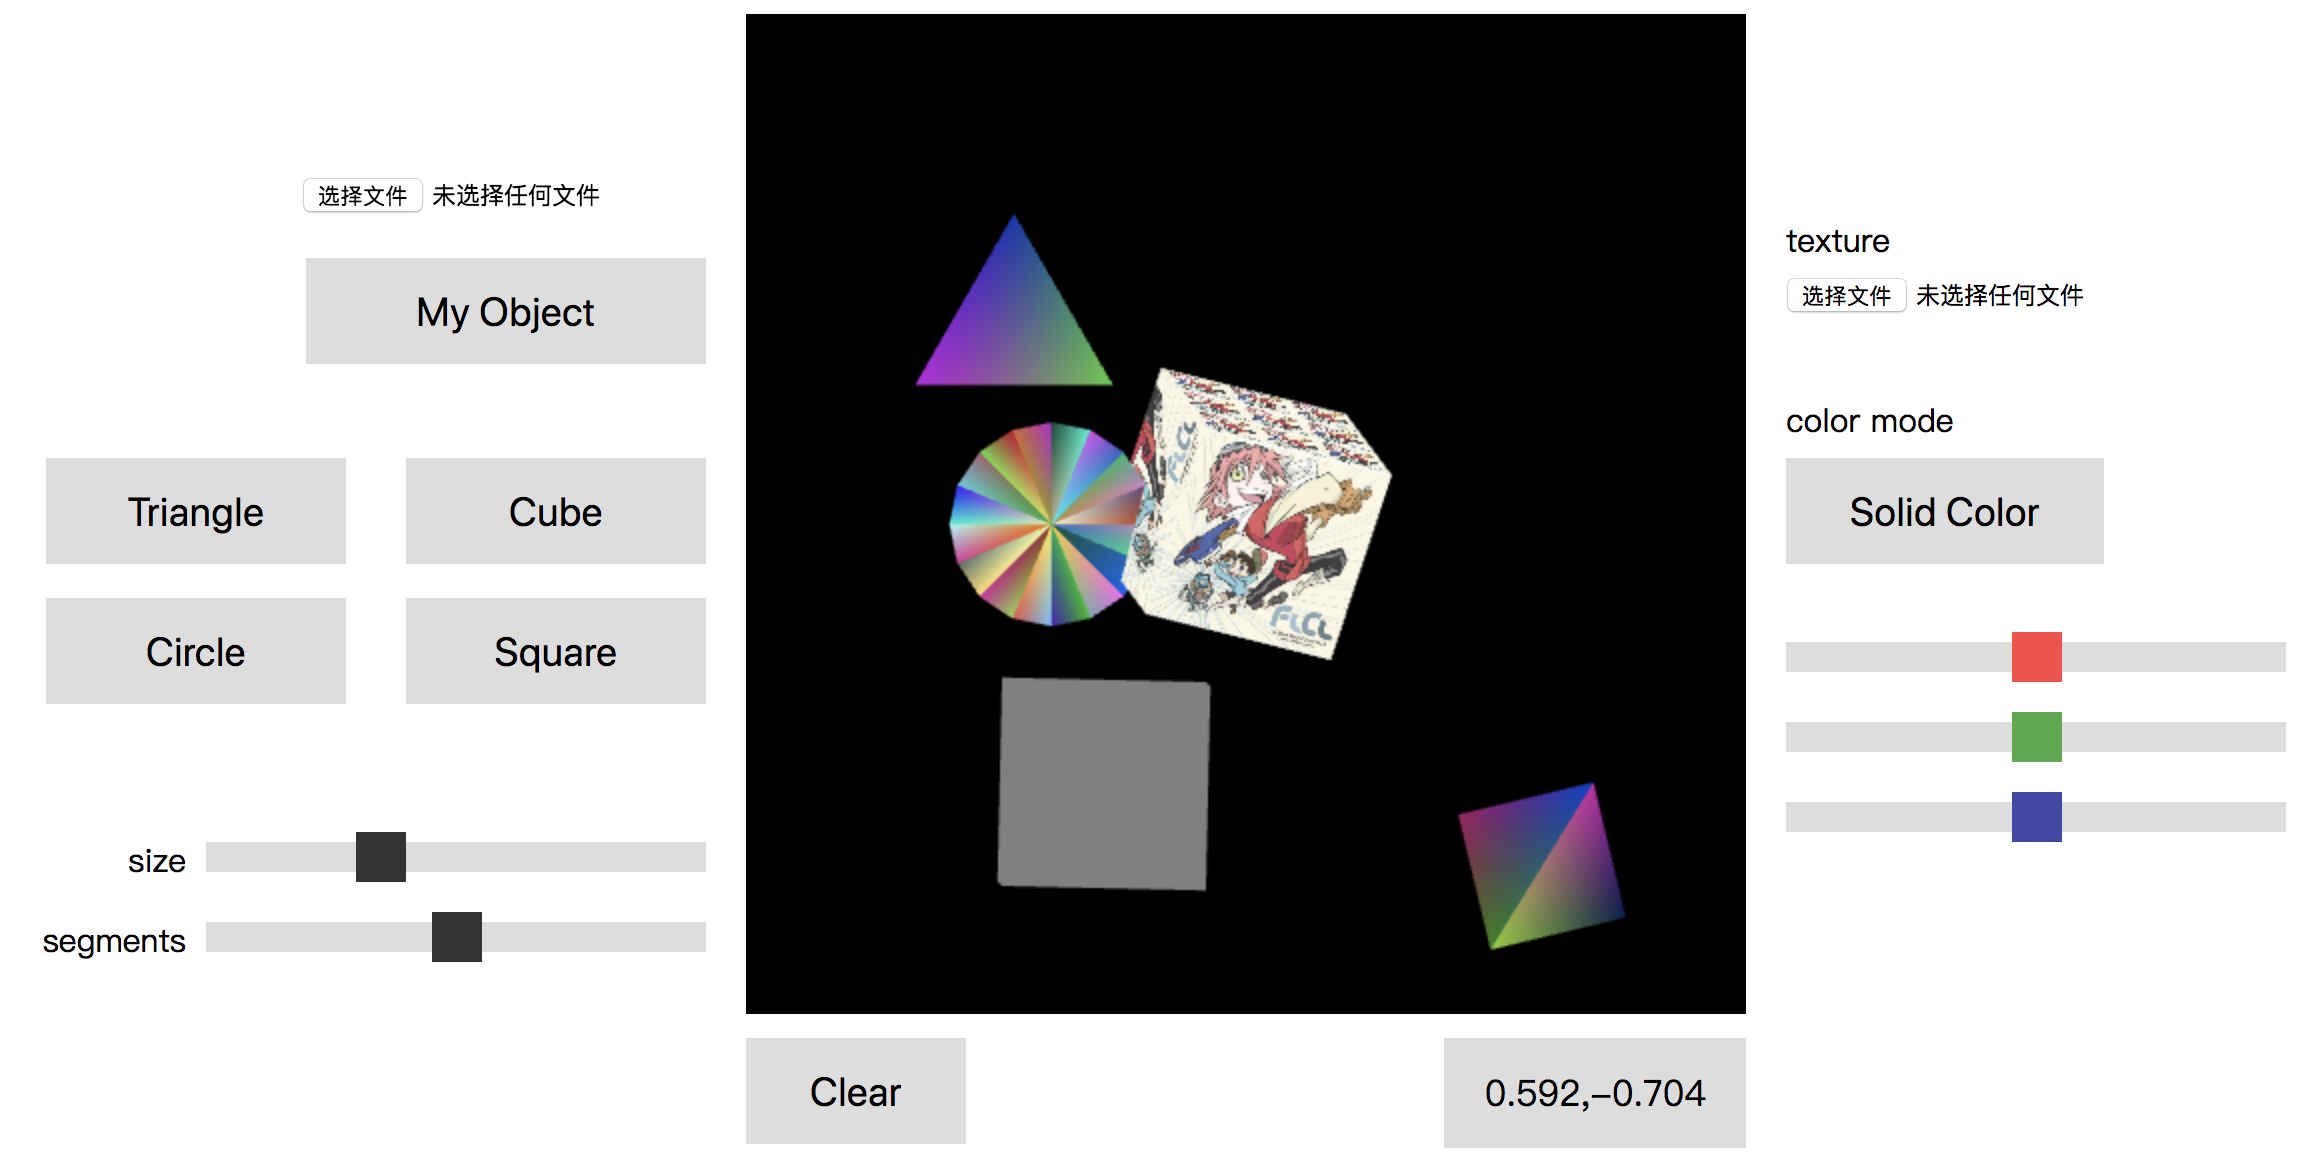 选择文件 未选择任何文件
My Object
Triangle
Cube
Circle
Square
size
segments
FLCL
FLCL
Clear
0.592,-0.704
texture
选择文件 未选择任何文件
color mode
Solid Color